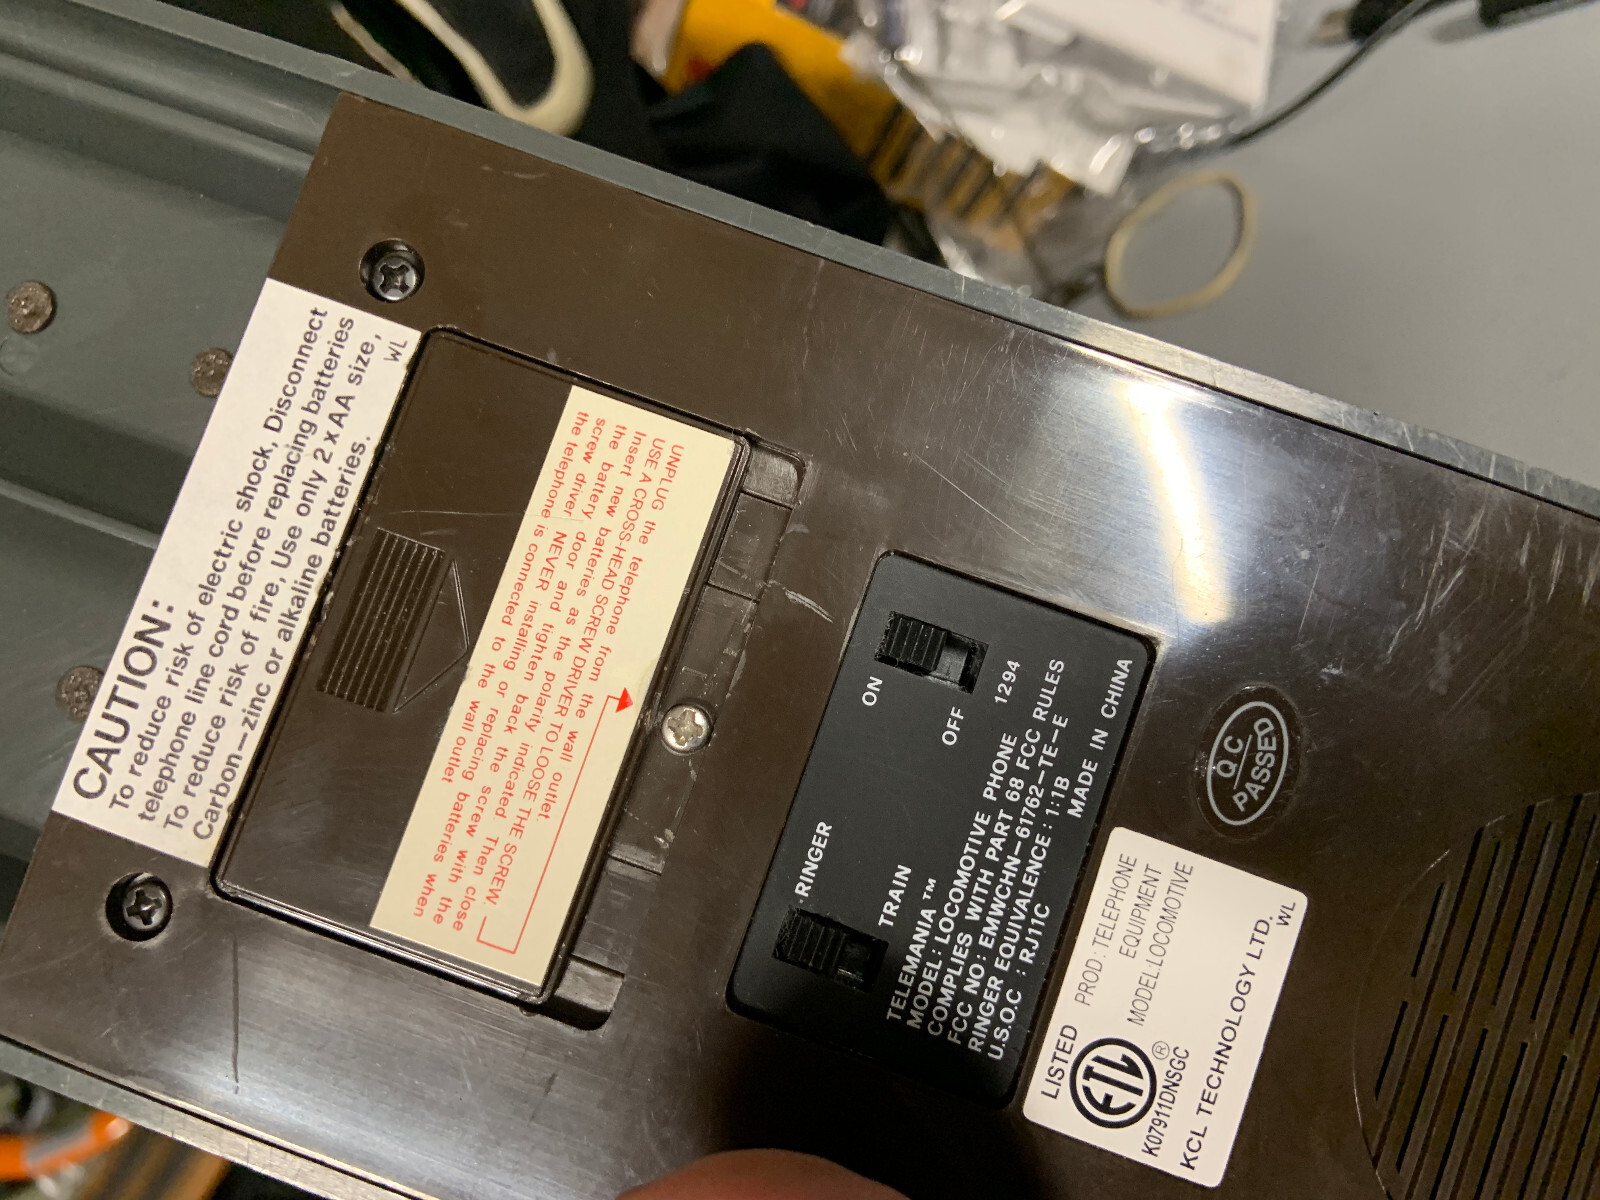 CAUTION:
To reduce risk of electric shock, Disconnect
telephone line cord before replacing batteries
To reduce risk of fire, Use only 2 x AA size,
Carbon—zinc or alkaline batteries.
WL
UNPLUG the telephone from the wall outlet.
USE A CROSS-HEAD SCREW DRIVER TO LOOSE THE SCREW.
Insert new batteries as the polarity indicated. Then close
the battery door and tighten back the screw with the
screw driver. NEVER installing or replacing batteries when
the telephone is connected to the wall outlet
ON
OFF
1294
RINGER
TRAIN
TELEMANIA™
MODEL: LOCOMOTIVE PHONE
COMPLIES WITH PART 68 FCC RULES
FCC NO: EMWCHN—61762—TE—E
RINGER EQUIVALENCE: 1:1B
U.S.O.C : RJ11C
MADE IN CHINA
QC
PASSED
LISTED
PROD: TELEPHONE
EQUIPMENT
MODEL:LOCOMOTIVE
ETL ®
K07911DNSGC
KCL TECHNOLOGY LTD.
WL